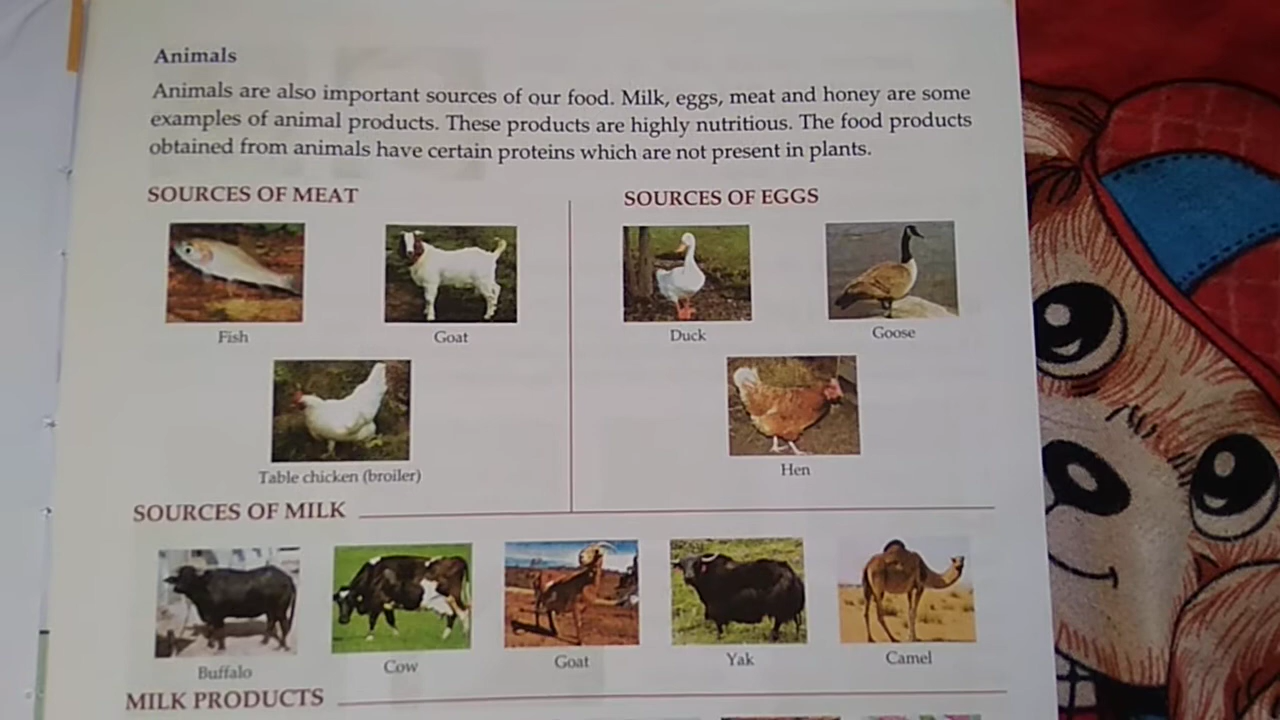 Animals
Animals are also important sources of our food. Milk, eggs, meat and honey are some
examples of animal products. These products are highly nutritious. The food products
obtained from animals have certain proteins which are not present in plants.
SOURCES OF MEAT
Fish
Goat
Table chicken (broiler)
SOURCES OF EGGS
Duck
Goose
Hen
SOURCES OF MILK
Buffalo
Cow
Goat
Yak
Camel
MILK PRODUCTS